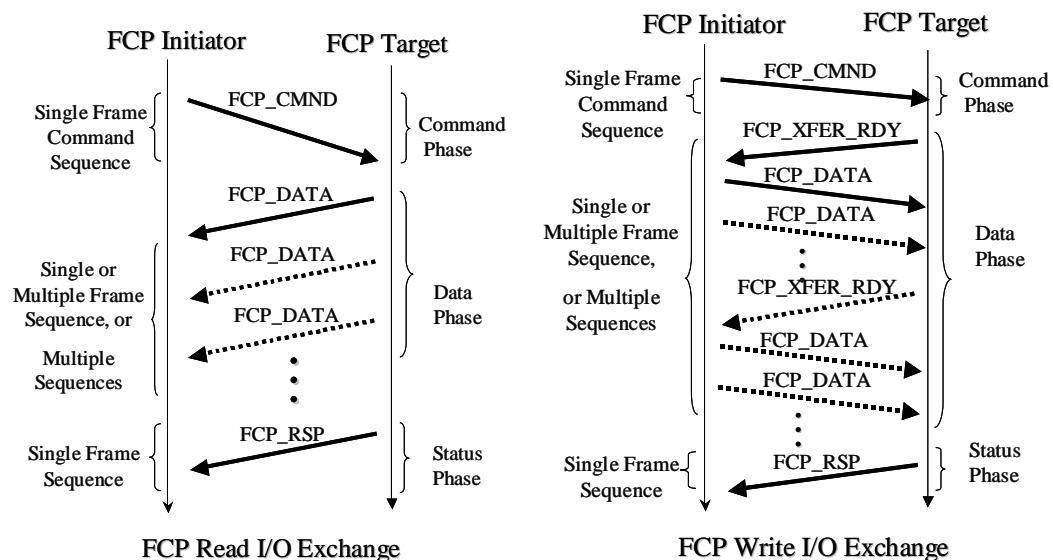 FCP Initiator
FCP Target
FCP_CMND
Single Frame
Command
Sequence
Command
Phase
FCP_DATA
FCP_DATA
Single or
Multiple Frame
Sequence, or
Multiple
Sequences
FCP_DATA
Data
Phase
FCP_RSP
Single Frame
Sequence
Status
Phase
FCP Read I/O Exchange
FCP Initiator
FCP Target
FCP_CMND
Single Frame
Command
Sequence
Command
Phase
FCP_XFER_RDY
FCP_DATA
FCP_DATA
Single or
Multiple Frame
Sequence,
or Multiple
Sequences
Data
Phase
FCP_XFER_RDY
FCP_DATA
FCP_DATA
FCP_RSP
Single Frame
Sequence
Status
Phase
FCP Write I/O Exchange